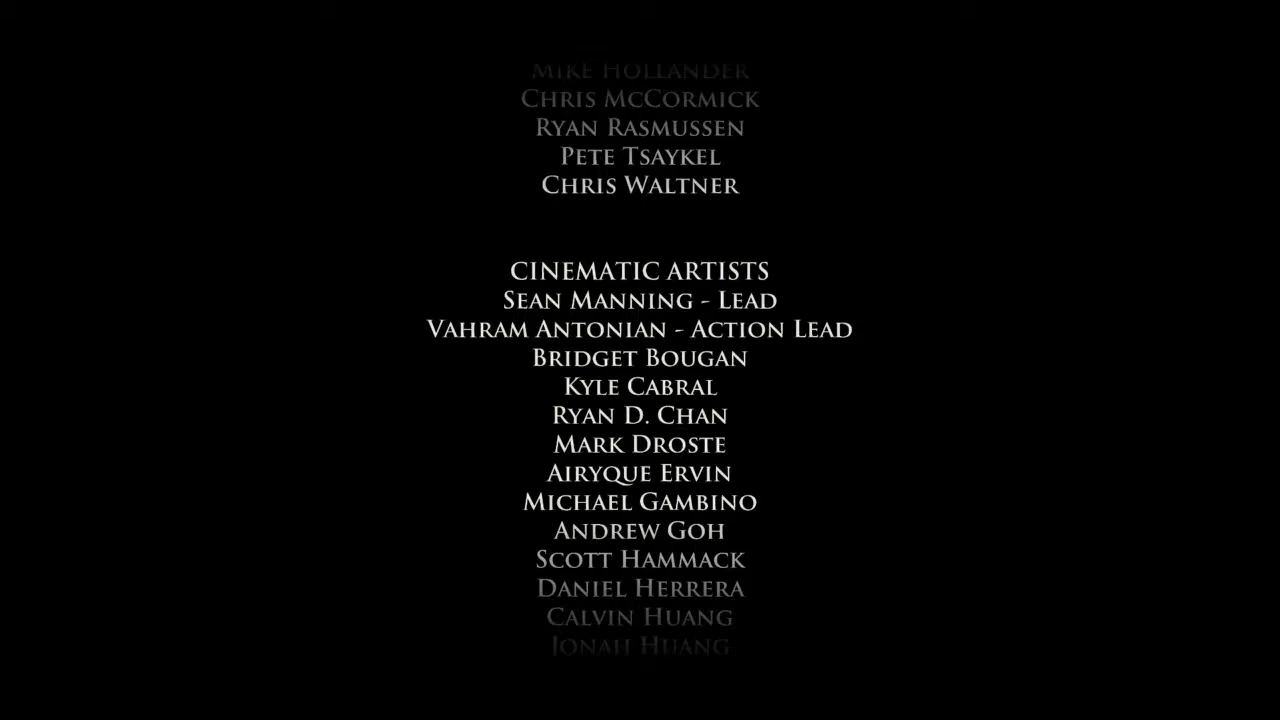 Mike Hollander
Chris McCormick
Ryan Rasmussen
Pete Tsaykel
Chris Waltner
CINEMATIC ARTISTS
Sean Manning - Lead
Vahram Antonian - Action Lead
Bridget Bougan
Kyle Cabral
Ryan D. Chan
Mark Droste
Airyque Ervin
Michael Gambino
Andrew Goh
Scott Hammack
Daniel Herrera
Calvin Huang
Jonah Huang